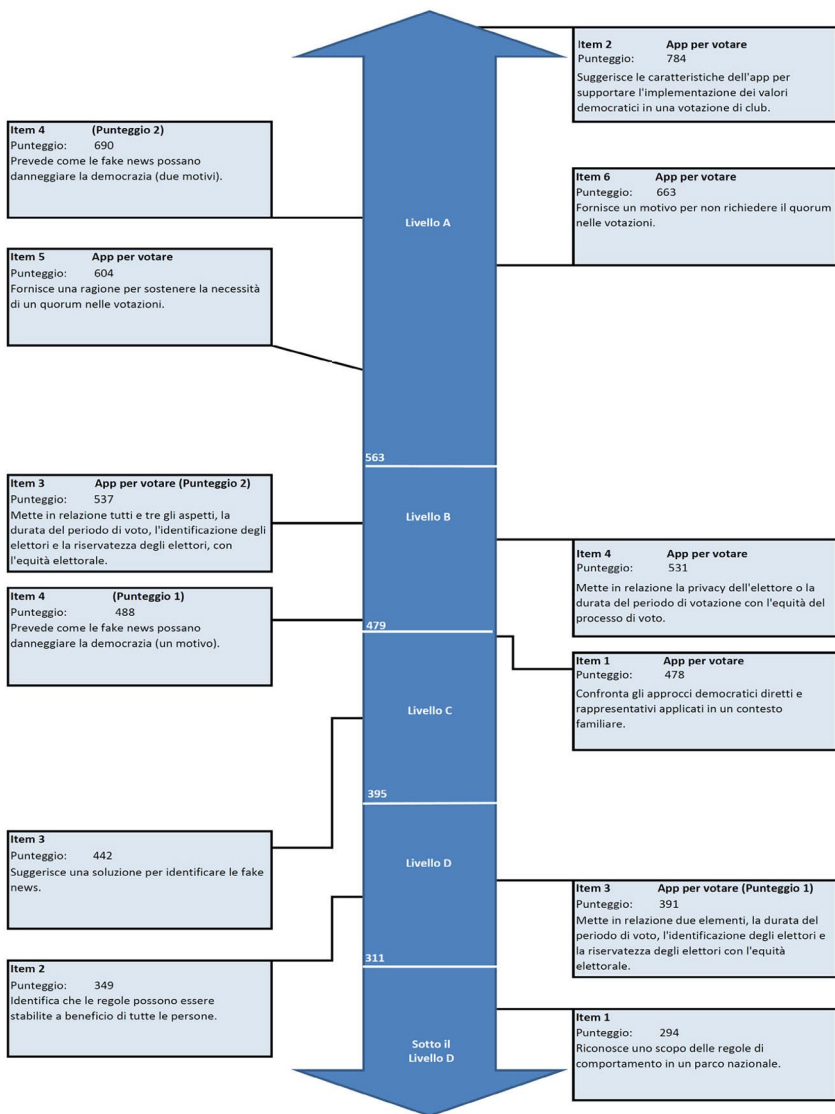 Item 2 App per votare
Punteggio: 784
Suggerisce le caratteristiche dell'app per
supportare l'implementazione dei valori
democratici in una votazione di club.
Item 4 (Punteggio 2)
Punteggio: 690
Prevede come le fake news possano
danneggiare la democrazia (due motivi).
Item 6 App per votare
Punteggio: 663
Fornisce un motivo per non richiedere il quorum
nelle votazioni.
Livello A
Item 5 App per votare
Punteggio: 604
Fornisce una ragione per sostenere la necessità
di un quorum nelle votazioni.
563
Item 3 App per votare (Punteggio 2)
Punteggio: 537
Mette in relazione tutti e tre gli aspetti, la
durata del periodo di voto, l'identificazione degli
elettori e la riservatezza degli elettori, con
l'equità elettorale.
Livello B
Item 4 App per votare
Punteggio: 531
Mette in relazione la privacy dell'elettore o la
durata del periodo di votazione con l'equità del
processo di voto.
Item 4 (Punteggio 1)
Punteggio: 488
Prevede come le fake news possano
danneggiare la democrazia (un motivo).
479
Item 1 App per votare
Punteggio: 478
Confronta gli approcci democratici diretti e
rappresentativi applicati in un contesto
familiare.
Livello C
395
Item 3
Punteggio: 442
Suggerisce una soluzione per identificare le fake
news.
Livello D
Item 3 App per votare (Punteggio 1)
Punteggio: 391
Mette in relazione due elementi, la durata del
periodo di voto, l'identificazione degli elettori e
la riservatezza degli elettori con l'equità
elettorale.
311
Item 2
Punteggio: 349
Identifica che le regole possono essere
stabilite a beneficio di tutte le persone.
Item 1
Punteggio: 294
Riconosce uno scopo delle regole di
comportamento in un parco nazionale.
Sotto il
Livello D